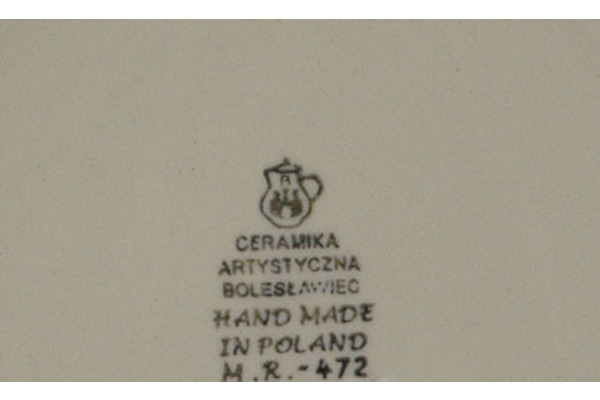 B
CERAMIKA
ARTYSTYCZNA
BOLESŁAWIEC
HAND MADE
IN POLAND
M.R.-472